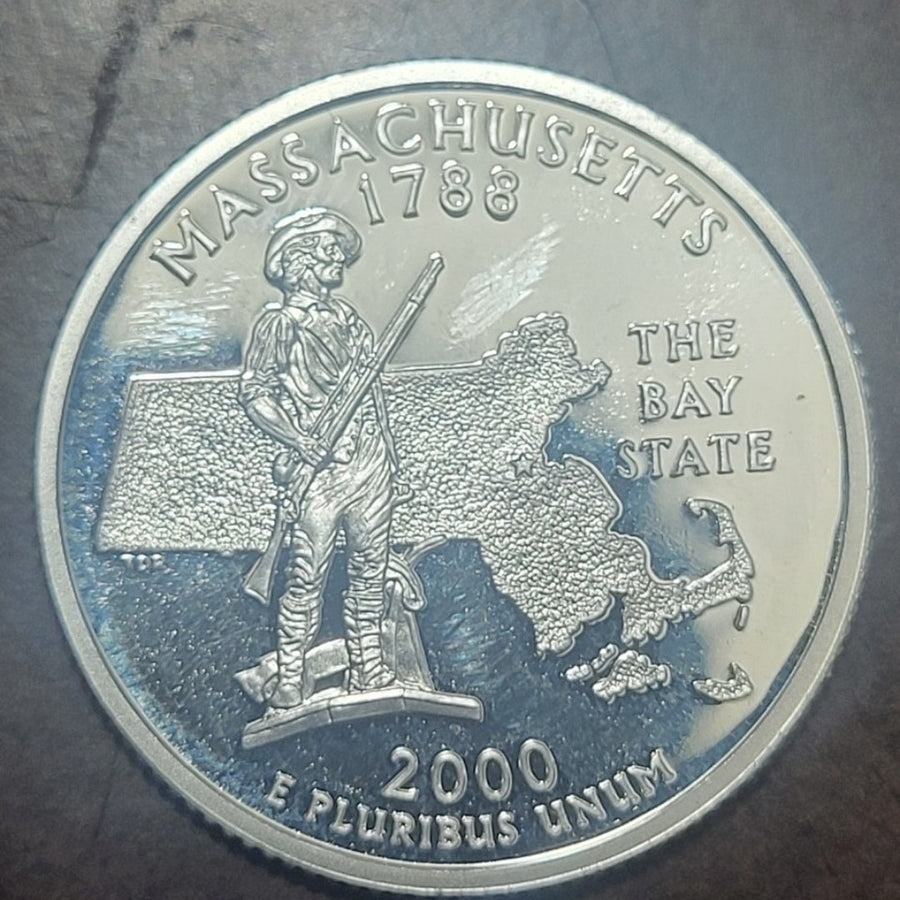 MASSACHUSETTS
1788
THE
BAY
STATE
2000
E PLURIBUS UNUM